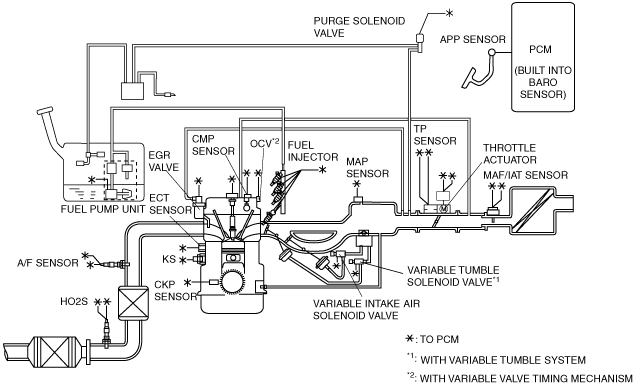 PURGE SOLENOID
VALVE
*
APP SENSOR
PCM
(BUILT INTO
BARO
SENSOR)
CMP
SENSOR
OCV*2
FUEL
INJECTOR
TP
SENSOR
THROTTLE
ACTUATOR
MAF/IAT SENSOR
EGR
VALVE
MAP
SENSOR
M
FUEL PUMP UNIT
ECT
SENSOR
A/F SENSOR
KS
CKP
SENSOR
HO2S
VARIABLE TUMBLE
SOLENOID VALVE*1
VARIABLE INTAKE AIR
SOLENOID VALVE
*: TO PCM
*1: WITH VARIABLE TUMBLE SYSTEM
*2: WITH VARIABLE VALVE TIMING MECHANISM